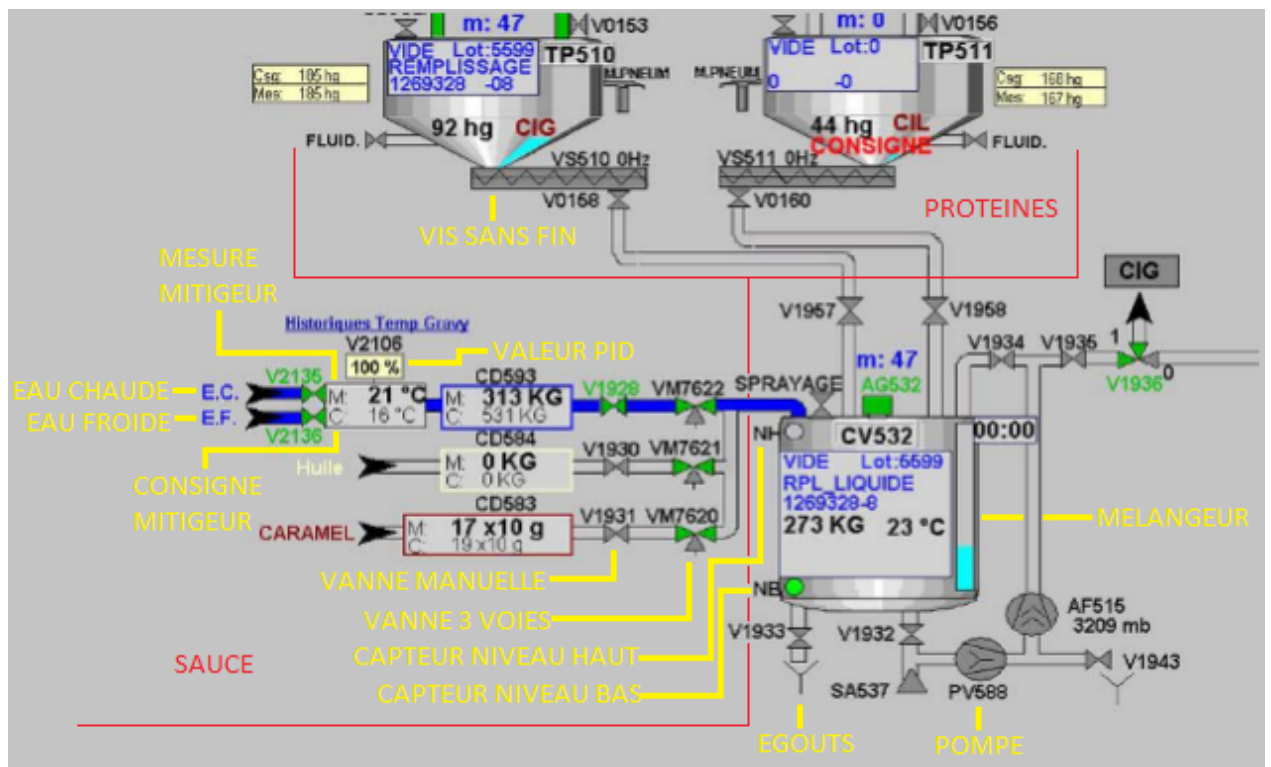 m: 47
V0153
VIDE Lot:5599
TP510
REMPLISSAGE
1269328 -08
Csg: 185 hg
Mes: 185 hg
M.PNEUM
92 hg
CIG
FLUID.
VS510 0Hz
V0158
m: 0
V0156
VIDE Lot:0
TP511
0 -0
M.PNEUM
Csg: 168 hg
Mes: 167 hg
44 hg
CIL
CONSIGNE
FLUID.
VS511 0Hz
V0160
PROTEINES
VIS SANS FIN
MESURE
MITIGEUR
CIG
V1957
V1958
V1934
V1935
1
0
V1936
Historiques Temp Gravy
V2106
100 %
VALEUR PID
m: 47
AG532
SPRAYAGE
EAU CHAUDE
E.C.
V2135
M: 21 °C
C: 16 °C
CD593
M: 313 KG
C: 531 KG
V1928
VM7622
EAU FROIDE
E.F.
V2136
CD584
Huile
M: 0 KG
C: 0 KG
V1930
VM7621
CONSIGNE
MITIGEUR
CD583
CARAMEL
M: 17 x10 g
C: 19 x10 g
V1931
VM7620
NH
CV532
00:00
VIDE Lot:5599
RPL_LIQUIDE
1269328-8
273 KG 23 °C
MELANGEUR
NB
VANNE MANUELLE
VANNE 3 VOIES
CAPTEUR NIVEAU HAUT
CAPTEUR NIVEAU BAS
SAUCE
V1933
V1932
AF515
3209 mb
SA537
PV588
V1943
EGOUTS
POMPE